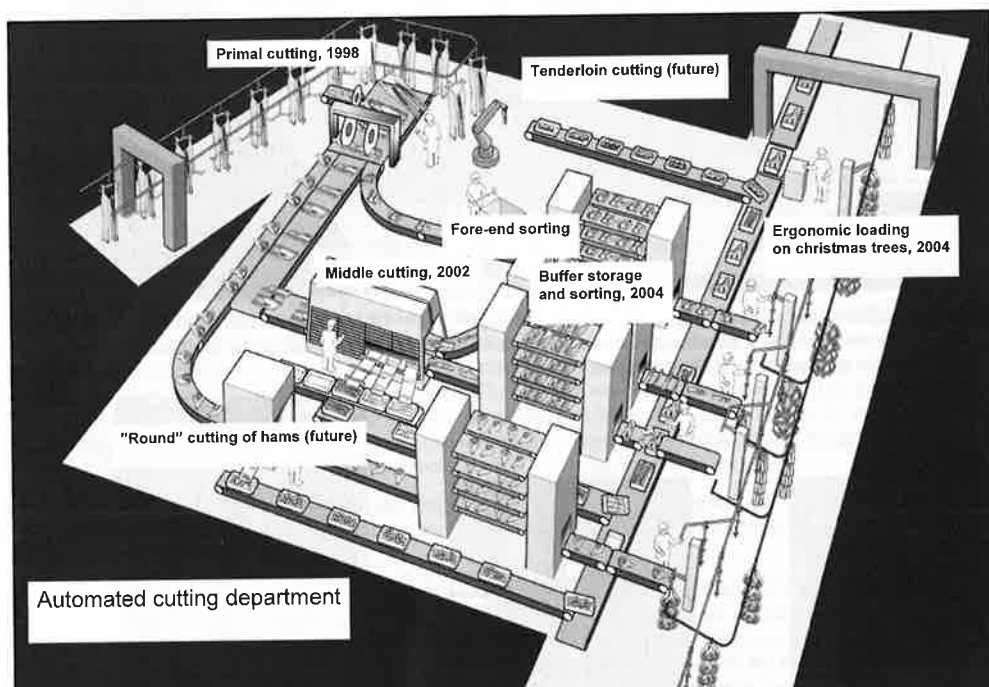 Primal cutting, 1998
Tenderloin cutting (future)
Fore-end sorting
Ergonomic loading
on christmas trees, 2004
Middle cutting, 2002
Buffer storage
and sorting, 2004
”Round” cutting of hams (future)
Automated cutting department